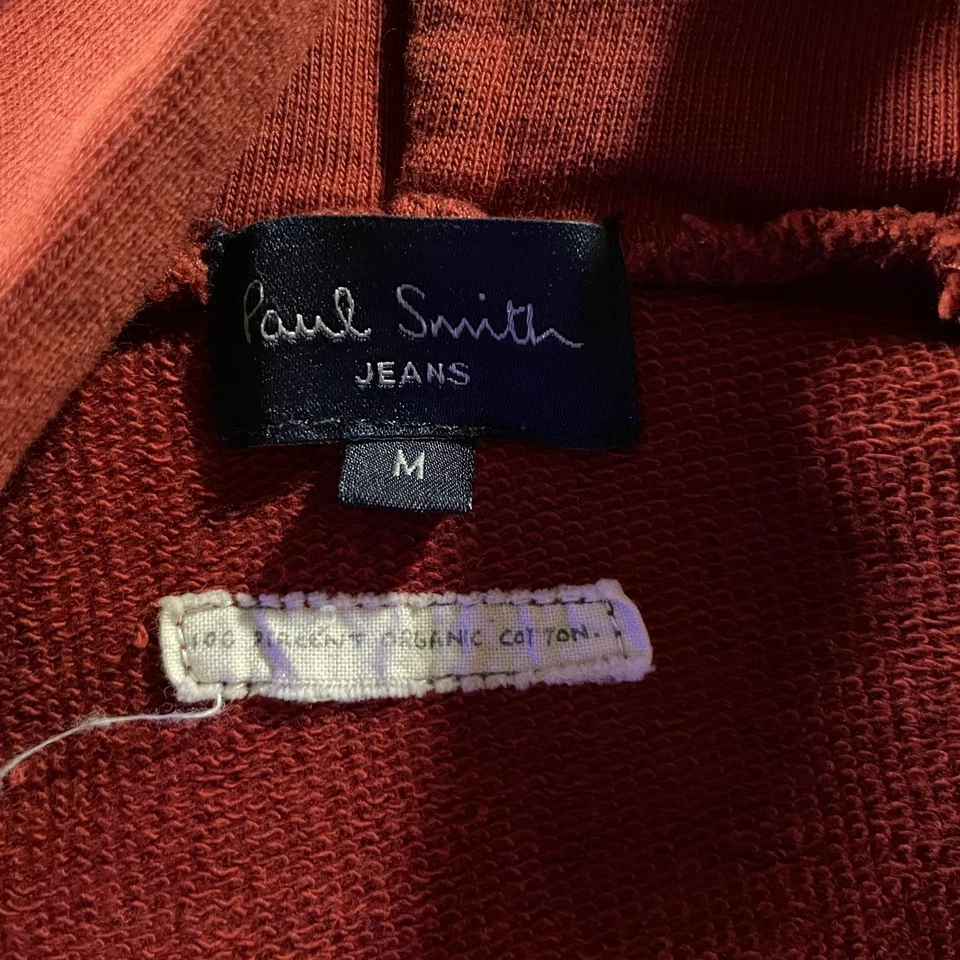 Paul Smith
JEANS
M
100 PERCENT ORGANIC COTTON.